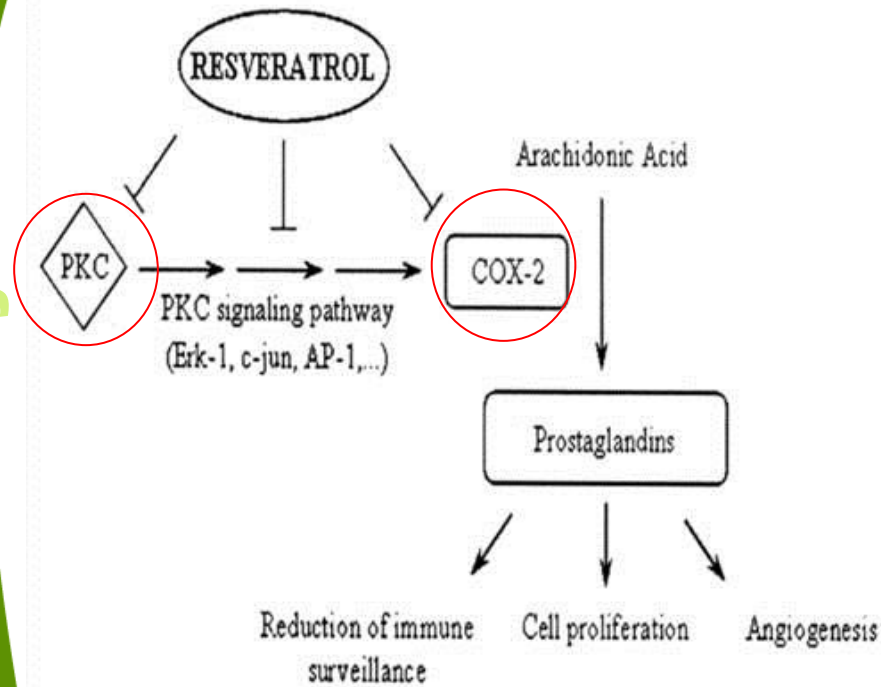 RESVERATROL
Arachidonic Acid
PKC
COX-2
PKC signaling pathway
(Erk-1, c-jun, AP-1,...)
Prostaglandins
Reduction of immune
surveillance
Cell proliferation
Angiogenesis